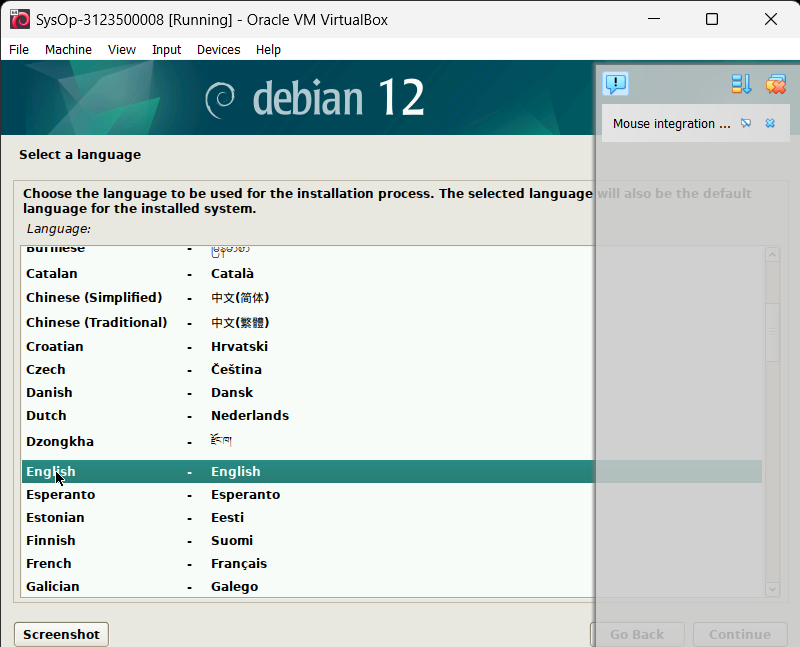 SysOp-3123500008 [Running] - Oracle VM VirtualBox
File Machine View Input Devices Help
debian 12
Mouse integration ...
Select a language
Choose the language to be used for the installation process. The selected language will also be the default
language for the installed system.
Language:
Burmese -
Catalan - Català
Chinese (Simplified) - 中文(简体)
Chinese (Traditional) - 中文(繁體)
Croatian - Hrvatski
Czech - Čeština
Danish - Dansk
Dutch - Nederlands
Dzongkha - རྫོང་ཁ།
English - English
Esperanto - Esperanto
Estonian - Eesti
Finnish - Suomi
French - Français
Galician - Galego
Screenshot Go Back Continue